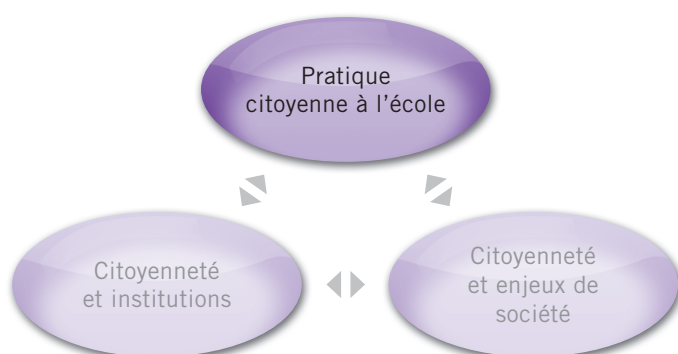 Pratique
citoyenne à l'école
Citoyenneté
et institutions
Citoyenneté
et enjeux de
société